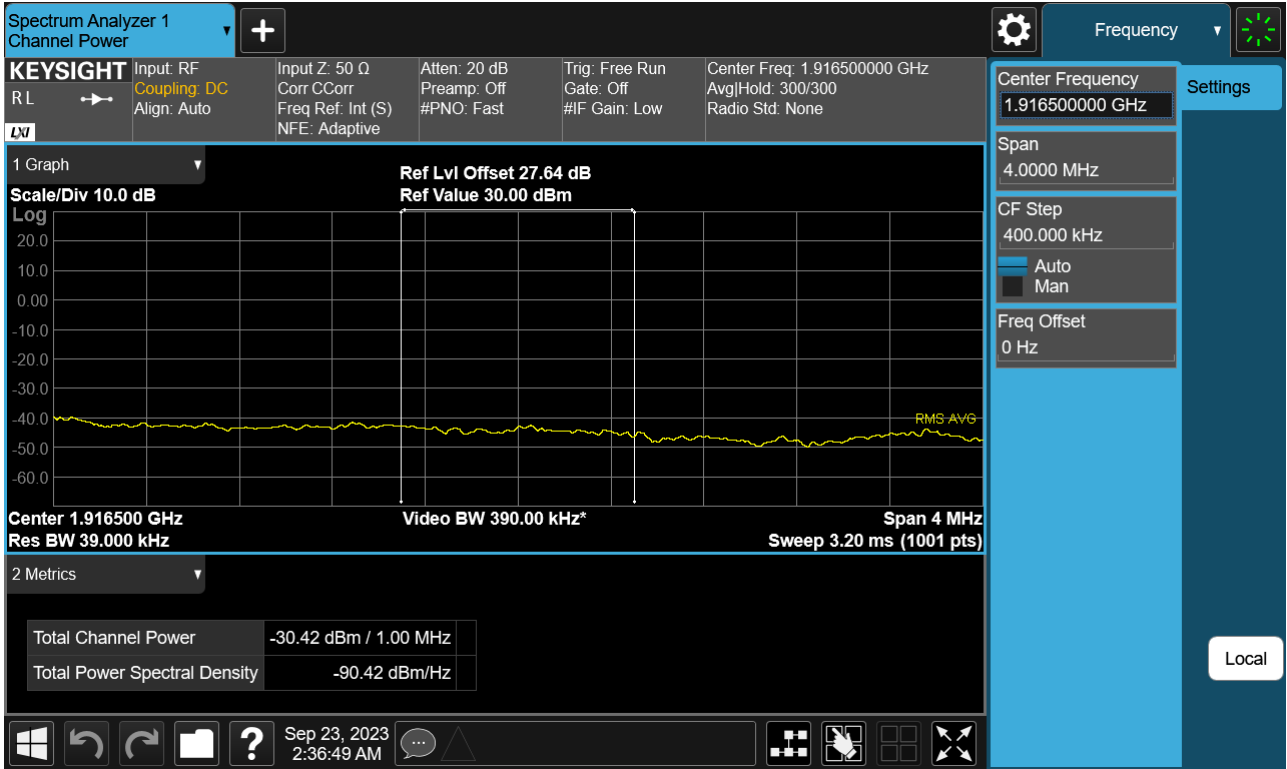 Spectrum Analyzer 1
Channel Power
Frequency
KEYSIGHT
R L
LXI
Input: RF
Coupling: DC
Align: Auto
Input Z: 50 Ω
Corr CCorr
Freq Ref: Int (S)
NFE: Adaptive
Atten: 20 dB
Preamp: Off
#PNO: Fast
Trig: Free Run
Gate: Off
#IF Gain: Low
Center Freq: 1.916500000 GHz
Avg|Hold: 300/300
Radio Std: None
Center Frequency
1.916500000 GHz
Settings
Span
4.0000 MHz
CF Step
400.000 kHz
Auto
Man
Freq Offset
0 Hz
1 Graph
Scale/Div 10.0 dB
Ref Lvl Offset 27.64 dB
Ref Value 30.00 dBm
Log
20.0
10.0
0.00
-10.0
-20.0
-30.0
-40.0
-50.0
-60.0
RMS AVG
Center 1.916500 GHz
Video BW 390.00 kHz*
Span 4 MHz
Res BW 39.000 kHz
Sweep 3.20 ms (1001 pts)
2 Metrics
Total Channel Power -30.42 dBm / 1.00 MHz
Total Power Spectral Density -90.42 dBm/Hz
Local
?
Sep 23, 2023
2:36:49 AM